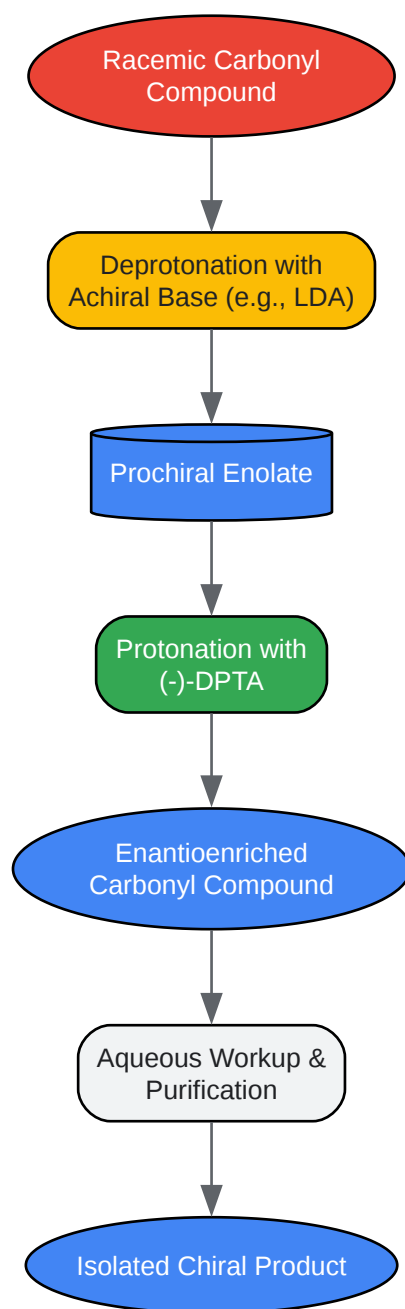 Racemic Carbonyl
Compound
Deprotonation with
Achiral Base (e.g., LDA)
Prochiral Enolate
Protonation with
(-)-DPTA
Enantioenriched
Carbonyl Compound
Aqueous Workup &
Purification
Isolated Chiral Product